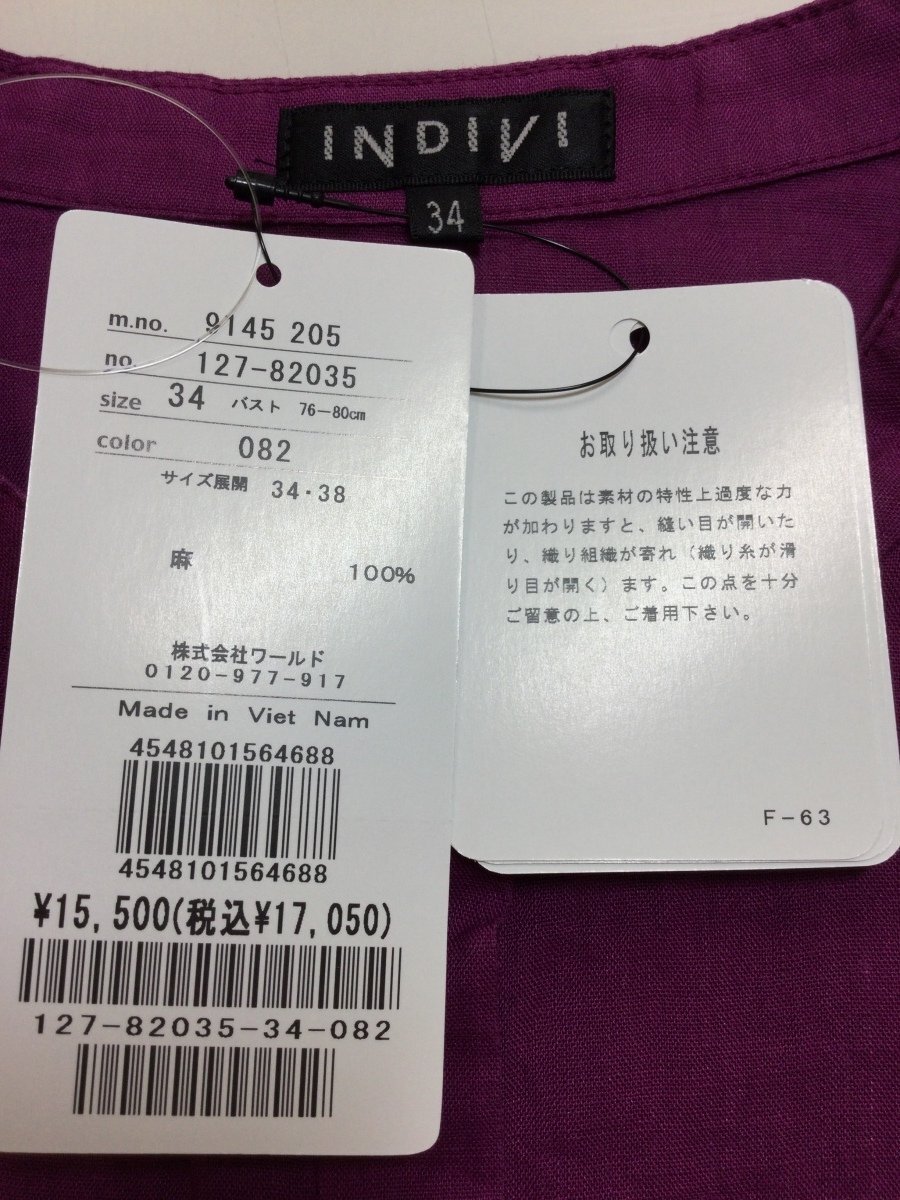 INDIVI
34
m.no. 9145 205
no. 127-82035
size 34 バスト 76-80cm
color 082
サイズ展開 34・38
麻 100%
株式会社ワールド
0120-977-917
Made in Viet Nam
4548101564688
4548101564688
¥15,500(税込¥17,050)
127-82035-34-082
お取り扱い注意
この製品は素材の特性上過度な力
が加わりますと、縫い目が開いた
り、織り組織が寄れ(織り糸が滑
り目が開く)ます。この点を十分
ご留意の上、ご着用下さい。
F-63